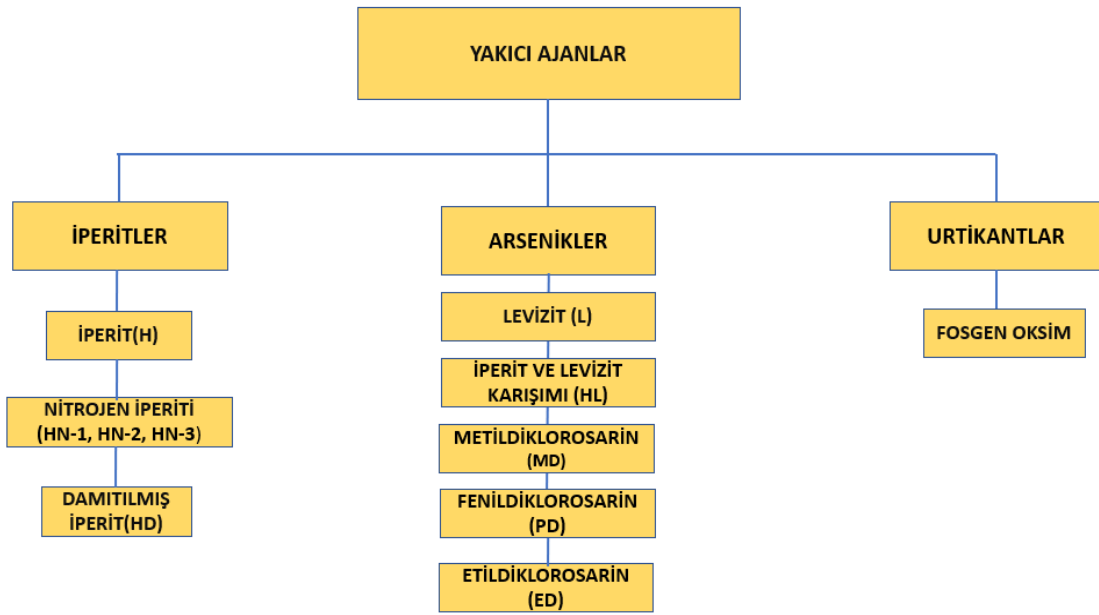 YAKICI AJANLAR
İPERİTLER
İPERİT(H)
NİTROJEN İPERİTİ
(HN-1, HN-2, HN-3)
DAMITILMIŞ
İPERİT(HD)
ARSENİKLER
LEVİZİT (L)
İPERİT VE LEVİZİT
KARIŞIMI (HL)
METİLDİKLOROSARİN
(MD)
FENİLDİKLOROSARİN
(PD)
ETİLDİKLOROSARİN
(ED)
URTİKANTLAR
FOSGEN OKSİM